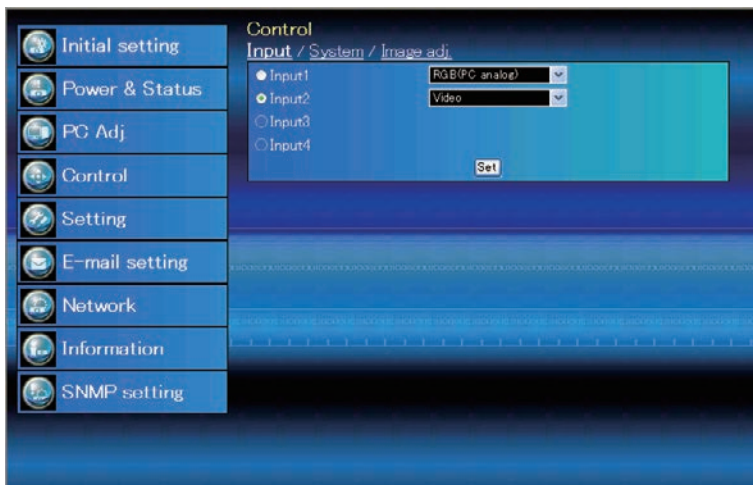 Initial setting
Power & Status
PC Adj.
Control
Setting
E-mail setting
Network
Information
SNMP setting
Control
Input / System / Image adj.
Input1 RGB(PC analog)
Input2 Video
Input3
Input4
Set